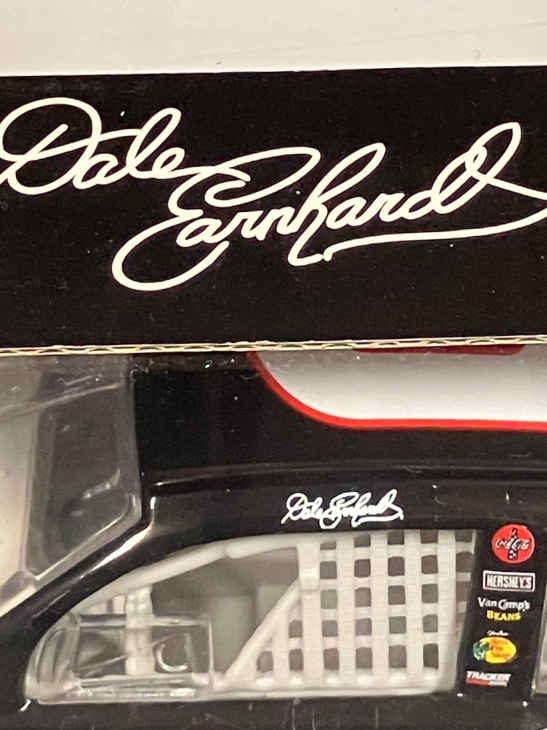 Dale
Earnhardt
Dale Earnhardt
Coca-Cola
HERSHEY'S
Van Camp's
BEANS
Bass Pro Shops
TRACKER